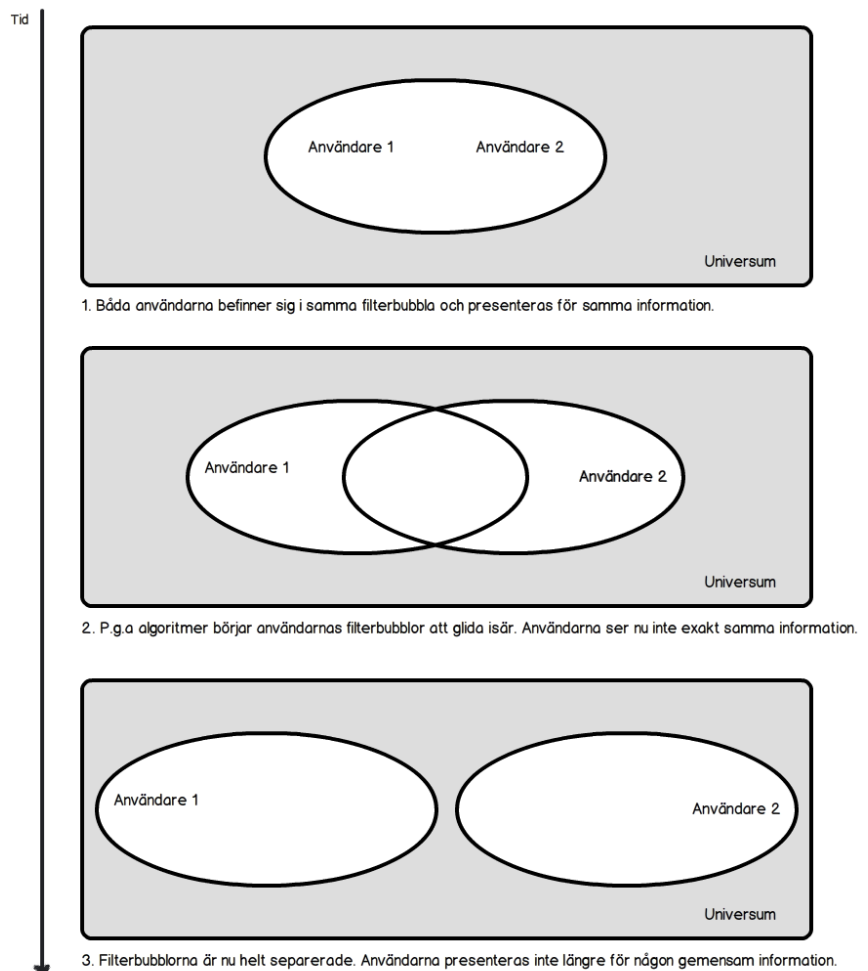 Tid
Användare 1 Användare 2
Universum
1. Båda användarna befinner sig i samma filterbubbla och presenteras för samma information.
Användare 1
Användare 2
Universum
2. P.g.a algoritmer börjar användarnas filterbubblor att glida isär. Användarna ser nu inte exakt samma information.
Användare 1
Användare 2
Universum
3. Filterbubblorna är nu helt separerade. Användarna presenteras inte längre för någon gemensam information.